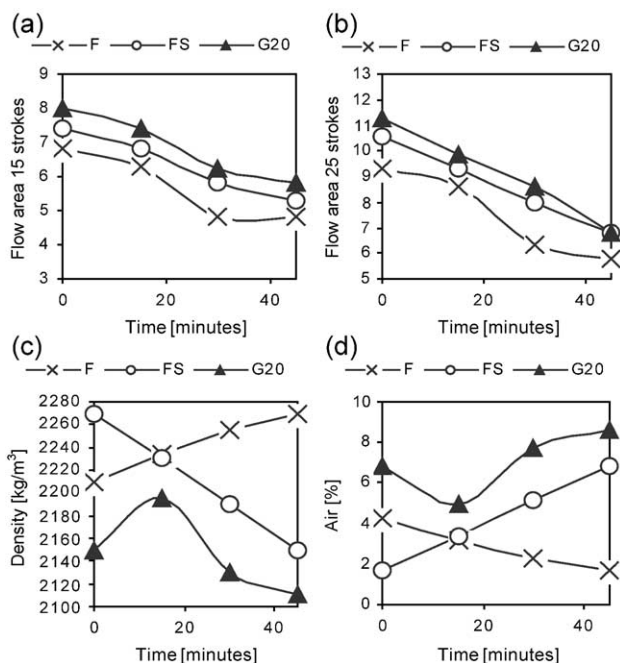 (a)
F FS G20
9
8
7
6
5
4
3
Flow area 15 strokes
0 20 40
Time [minutes]
(b)
F FS G20
13
12
11
10
9
8
7
6
5
Flow area 25 strokes
0 20 40
Time [minutes]
(c)
F FS G20
2280
2260
2240
2220
2200
2180
2160
2140
2120
2100
Density [kg/m³]
0 20 40
Time [minutes]
(d)
F FS G20
10
8
6
4
2
0
Air [%]
0 20 40
Time [minutes]